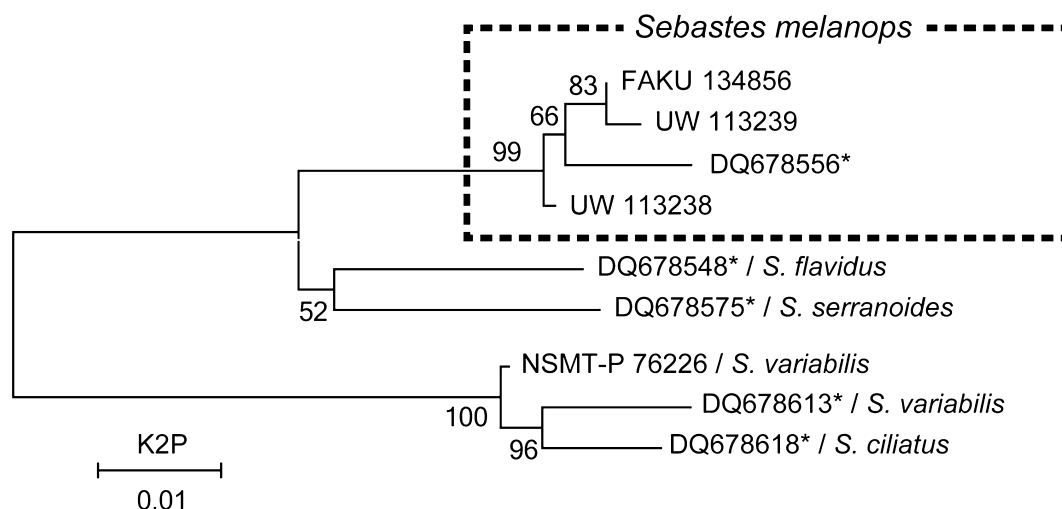 Sebastes melanops
83
FAKU 134856
66
UW 113239
99
DQ678556*
UW 113238
DQ678548* / S. flavidus
52
DQ678575* / S. serranoides
NSMT-P 76226 / S. variabilis
100
DQ678613* / S. variabilis
96
DQ678618* / S. ciliatus
K2P
0.01